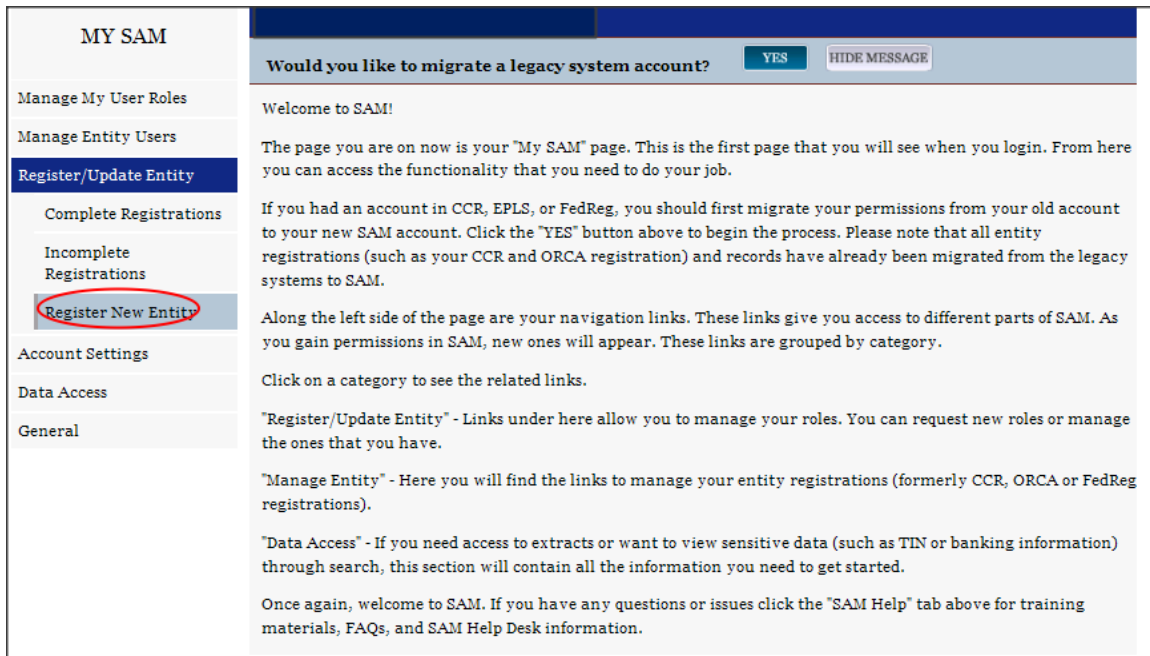 MY SAM
Manage My User Roles
Manage Entity Users
Register/Update Entity
Complete Registrations
Incomplete
Registrations
Register New Entity
Account Settings
Data Access
General
Would you like to migrate a legacy system account?
YES
HIDE MESSAGE
Welcome to SAM!
The page you are on now is your "My SAM" page. This is the first page that you will see when you login. From here
you can access the functionality that you need to do your job.
If you had an account in CCR, EPLS, or FedReg, you should first migrate your permissions from your old account
to your new SAM account. Click the "YES" button above to begin the process. Please note that all entity
registrations (such as your CCR and ORCA registration) and records have already been migrated from the legacy
systems to SAM.
Along the left side of the page are your navigation links. These links give you access to different parts of SAM. As
you gain permissions in SAM, new ones will appear. These links are grouped by category.
Click on a category to see the related links.
"Register/Update Entity" - Links under here allow you to manage your roles. You can request new roles or manage
the ones that you have.
"Manage Entity" - Here you will find the links to manage your entity registrations (formerly CCR, ORCA or FedReg
registrations).
"Data Access" - If you need access to extracts or want to view sensitive data (such as TIN or banking information)
through search, this section will contain all the information you need to get started.
Once again, welcome to SAM. If you have any questions or issues click the "SAM Help" tab above for training
materials, FAQs, and SAM Help Desk information.